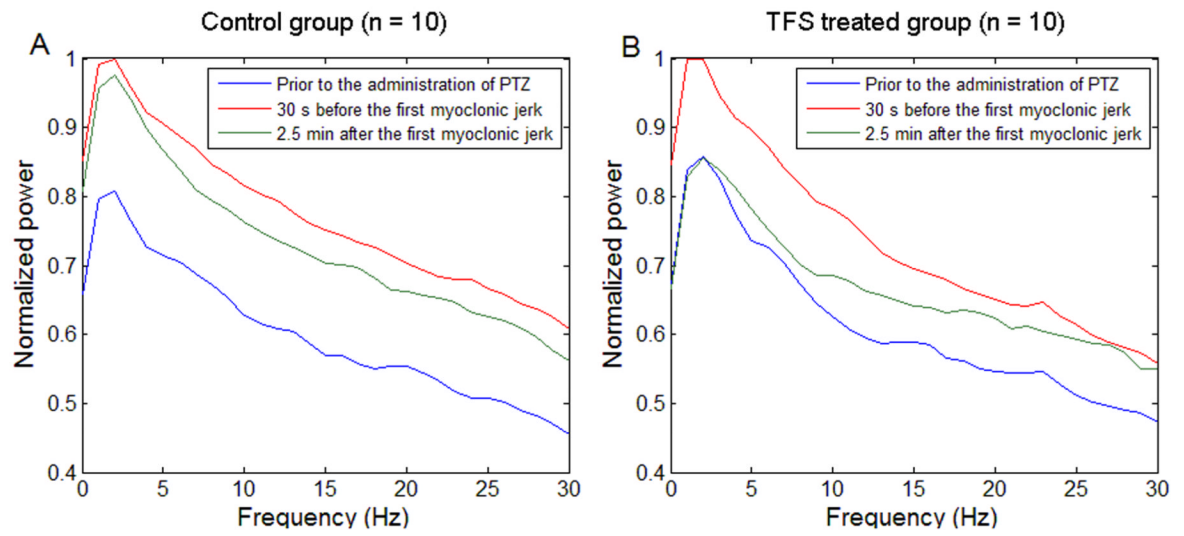 Control group (n = 10)
A
Prior to the administration of PTZ
30 s before the first myoclonic jerk
2.5 min after the first myoclonic jerk
1
0.9
0.8
0.7
0.6
0.5
0.4
Normalized power
0 5 10 15 20 25 30
Frequency (Hz)
TFS treated group (n = 10)
B
Prior to the administration of PTZ
30 s before the first myoclonic jerk
2.5 min after the first myoclonic jerk
1
0.9
0.8
0.7
0.6
0.5
0.4
Normalized power
0 5 10 15 20 25 30
Frequency (Hz)